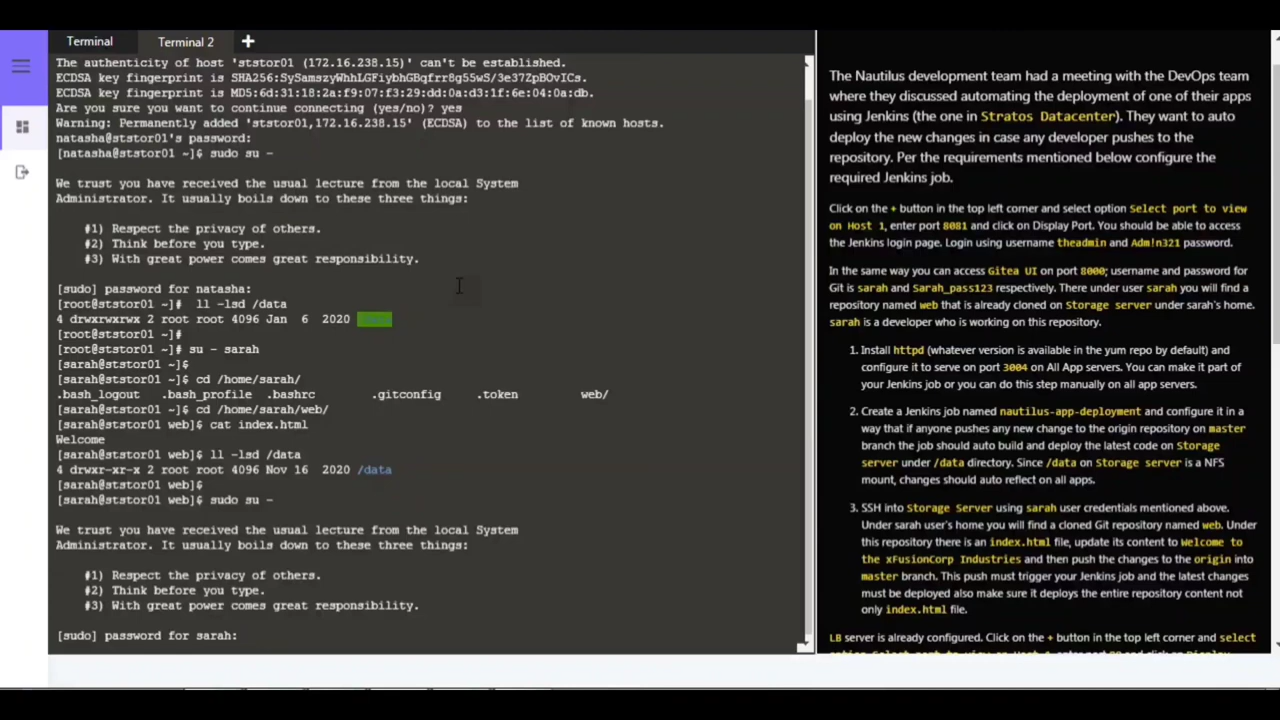 Terminal
Terminal 2
+
The authenticity of host 'ststor01 (172.16.238.15)' can't be established.
ECDSA key fingerprint is SHA256:SySamszyWhhLGFiybhGBqfrr8g55wS/3e37ZpBOvICs.
ECDSA key fingerprint is MD5:6d:31:18:2a:f9:07:f3:29:dd:0a:d3:1f:6e:04:0a:db.
Are you sure you want to continue connecting (yes/no)? yes
Warning: Permanently added 'ststor01,172.16.238.15' (ECDSA) to the list of known hosts.
natasha@ststor01's password:
[natasha@ststor01 ~]$ sudo su -
We trust you have received the usual lecture from the local System
Administrator. It usually boils down to these three things:
#1) Respect the privacy of others.
#2) Think before you type.
#3) With great power comes great responsibility.
[sudo] password for natasha:
[root@ststor01 ~]#  ll -lsd /data
4 drwxrwxrwx 2 root root 4096 Jan  6  2020
[root@ststor01 ~]#
[root@ststor01 ~]# su - sarah
[sarah@ststor01 ~]$
[sarah@ststor01 ~]$ cd /home/sarah/
.bash_logout   .bash_profile  .bashrc        .gitconfig     .token         web/
[sarah@ststor01 ~]$ cd /home/sarah/web/
[sarah@ststor01 web]$ cat index.html
Welcome
[sarah@ststor01 web]$ ll -lsd /data
4 drwxr-xr-x 2 root root 4096 Nov 16  2020 /data
[sarah@ststor01 web]$
[sarah@ststor01 web]$ sudo su -
We trust you have received the usual lecture from the local System
Administrator. It usually boils down to these three things:
#1) Respect the privacy of others.
#2) Think before you type.
#3) With great power comes great responsibility.
[sudo] password for sarah:
The Nautilus development team had a meeting with the DevOps team
where they discussed automating the deployment of one of their apps
using Jenkins (the one in Stratos Datacenter). They want to auto
deploy the new changes in case any developer pushes to the
repository. Per the requirements mentioned below configure the
required Jenkins job.
Click on the + button in the top left corner and select option Select port to view
on Host 1, enter port 8081 and click on Display Port. You should be able to access
the Jenkins login page. Login using username theadmin and Adm!n321 password.
In the same way you can access Gitea UI on port 8000; username and password for
Git is sarah and Sarah_pass123 respectively. There under user sarah you will find a
repository named web that is already cloned on Storage server under sarah's home.
sarah is a developer who is working on this repository.
1. Install httpd (whatever version is available in the yum repo by default) and
configure it to serve on port 3004 on All App servers. You can make it part of
your Jenkins job or you can do this step manually on all app servers.
2. Create a Jenkins job named nautilus-app-deployment and configure it in a
way that if anyone pushes any new change to the origin repository on master
branch the job should auto build and deploy the latest code on Storage
server under /data directory. Since /data on Storage server is a NFS
mount, changes should auto reflect on all apps.
3. SSH into Storage Server using sarah user credentials mentioned above.
Under sarah user's home you will find a cloned Git repository named web. Under
this repository there is an index.html file, update its content to Welcome to
the xFusionCorp Industries and then push the changes to the origin into
master branch. This push must trigger your Jenkins job and the latest changes
must be deployed also make sure it deploys the entire repository content not
only index.html file.
LB server is already configured. Click on the + button in the top left corner and select